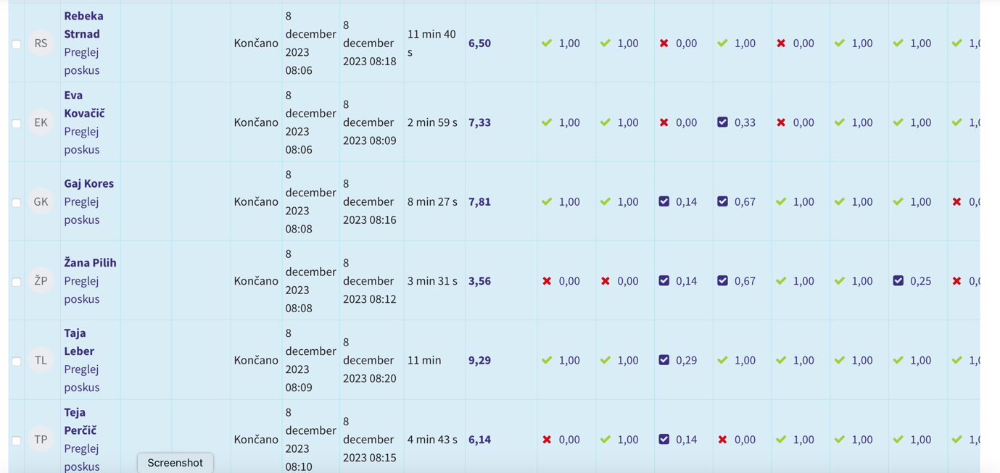 Rebeka
Strnad
Preglej
poskus
RS
Končano
8
december
2023
08:06
8
december
2023 08:18
11 min 40
s
6,50
1,00
1,00
0,00
1,00
0,00
1,00
1,00
Eva
Kovačič
Preglej
poskus
EK
Končano
8
december
2023
08:06
8
december
2023 08:09
2 min 59 s
7,33
1,00
1,00
0,00
0,33
0,00
1,00
1,00
Gaj Kores
Preglej
poskus
GK
Končano
8
december
2023
08:08
8
december
2023 08:16
8 min 27 s
7,81
1,00
1,00
0,14
0,67
1,00
1,00
1,00
Žana Pilih
Preglej
poskus
ŽP
Končano
8
december
2023
08:08
8
december
2023 08:12
3 min 31 s
3,56
0,00
0,00
0,14
0,67
1,00
1,00
0,25
Taja
Leber
Preglej
poskus
TL
Končano
8
december
2023
08:09
8
december
2023 08:20
11 min
9,29
1,00
1,00
0,29
1,00
1,00
1,00
1,00
Teja
Perčič
Preglej
poskus
TP
Končano
8
december
2023
08:10
8
december
2023 08:15
4 min 43 s
6,14
0,00
1,00
0,14
0,00
1,00
1,00
1,00
Screenshot